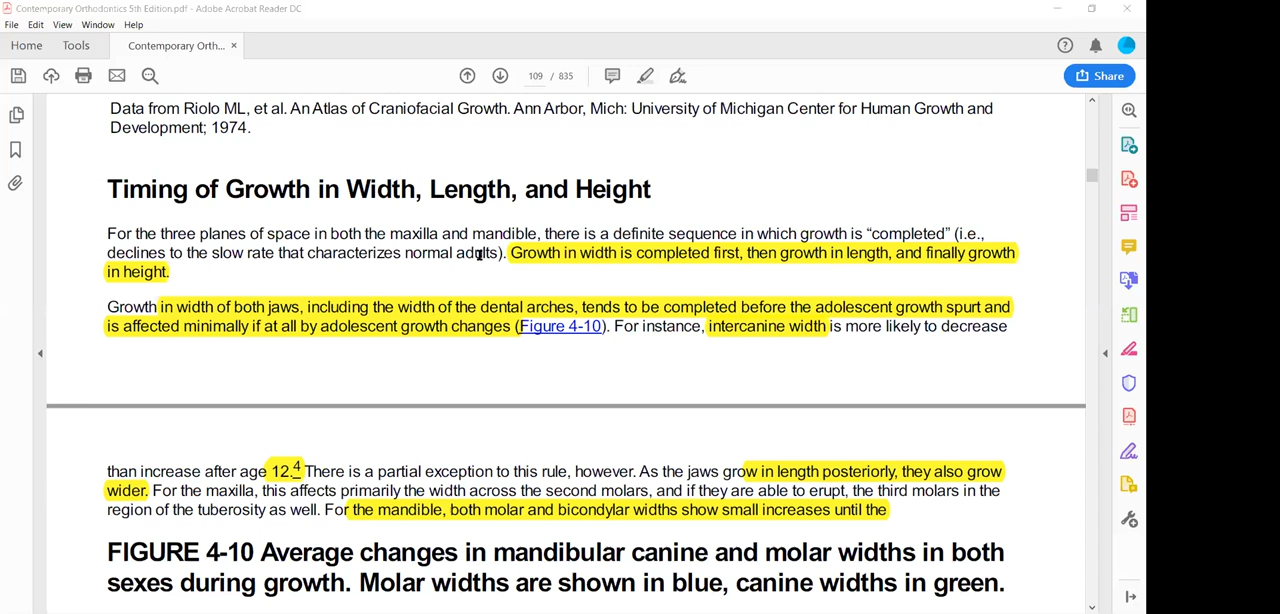 Contemporary Orthodontics 5th Edition.pdf - Adobe Acrobat Reader DC
File Edit View Window Help
Home Tools Contemporary Orth... × 
109 / 835
Share
Data from Riolo ML, et al. An Atlas of Craniofacial Growth. Ann Arbor, Mich: University of Michigan Center for Human Growth and
Development; 1974.
Timing of Growth in Width, Length, and Height
For the three planes of space in both the maxilla and mandible, there is a definite sequence in which growth is “completed” (i.e.,
declines to the slow rate that characterizes normal adults). Growth in width is completed first, then growth in length, and finally growth
in height.
Growth in width of both jaws, including the width of the dental arches, tends to be completed before the adolescent growth spurt and
is affected minimally if at all by adolescent growth changes (Figure 4-10). For instance, intercanine width is more likely to decrease
than increase after age 12.4 There is a partial exception to this rule, however. As the jaws grow in length posteriorly, they also grow
wider. For the maxilla, this affects primarily the width across the second molars, and if they are able to erupt, the third molars in the
region of the tuberosity as well. For the mandible, both molar and bicondylar widths show small increases until the
FIGURE 4-10 Average changes in mandibular canine and molar widths in both
sexes during growth. Molar widths are shown in blue, canine widths in green.